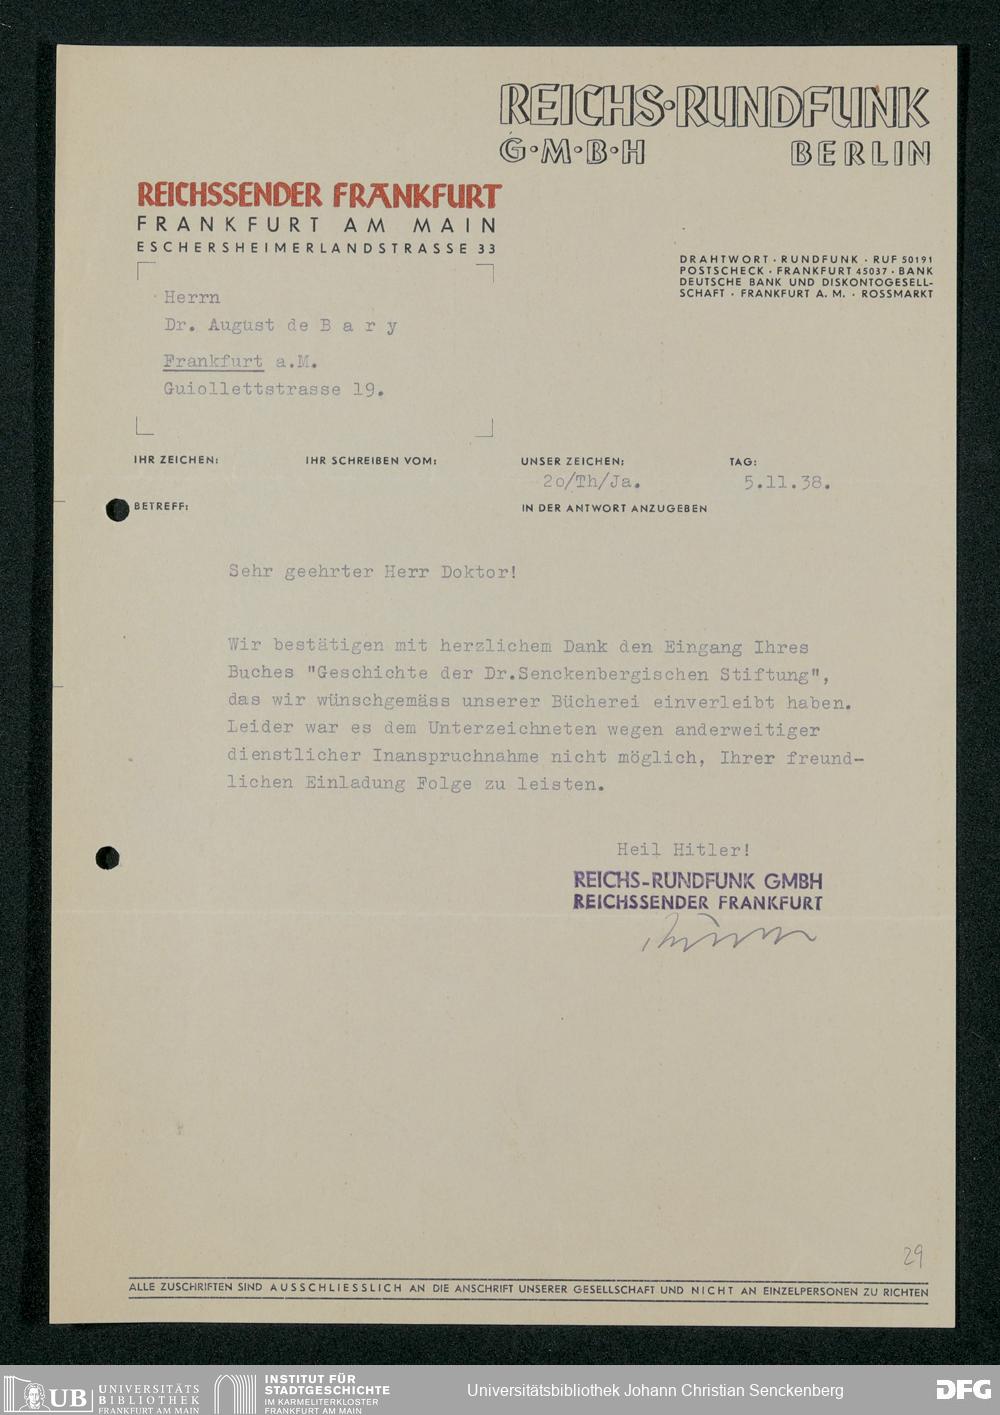 REICHS·RUNDFUNK
G·M·B·H BERLIN
REICHSSENDER FRANKFURT
FRANKFURT AM MAIN
ESCHERSHEIMERLANDSTRASSE 33
DRAHTWORT · RUNDFUNK · RUF 50191
POSTSCHECK · FRANKFURT 45037 · BANK
DEUTSCHE BANK UND DISKONTOGESELL-
SCHAFT · FRANKFURT A. M. · ROSSMARKT
Herrn
Dr. August de B a r y
Frankfurt a.M.
Guiollettstrasse 19.
IHR ZEICHEN: IHR SCHREIBEN VOM: UNSER ZEICHEN: TAG:
2o/Th/Ja. 5.11.38.
BETREFF: IN DER ANTWORT ANZUGEBEN
Sehr geehrter Herr Doktor!
Wir bestätigen mit herzlichem Dank den Eingang Ihres
Buches "Geschichte der Dr.Senckenbergischen Stiftung",
das wir wünschgemäss unserer Bücherei einverleibt haben.
Leider war es dem Unterzeichneten wegen anderweitiger
dienstlicher Inanspruchnahme nicht möglich, Ihrer freund-
lichen Einladung Folge zu leisten.
Heil Hitler!
REICHS-RUNDFUNK GMBH
REICHSSENDER FRANKFURT
29
ALLE ZUSCHRIFTEN SIND AUSSCHLIESSLICH AN DIE ANSCHRIFT UNSERER GESELLSCHAFT UND NICHT AN EINZELPERSONEN ZU RICHTEN
UB UNIVERSITÄTS
BIBLIOTHEK
FRANKFURT AM MAIN
INSTITUT FÜR
STADTGESCHICHTE
IM KARMELITERKLOSTER
FRANKFURT AM MAIN
Universitätsbibliothek Johann Christian Senckenberg
DFG